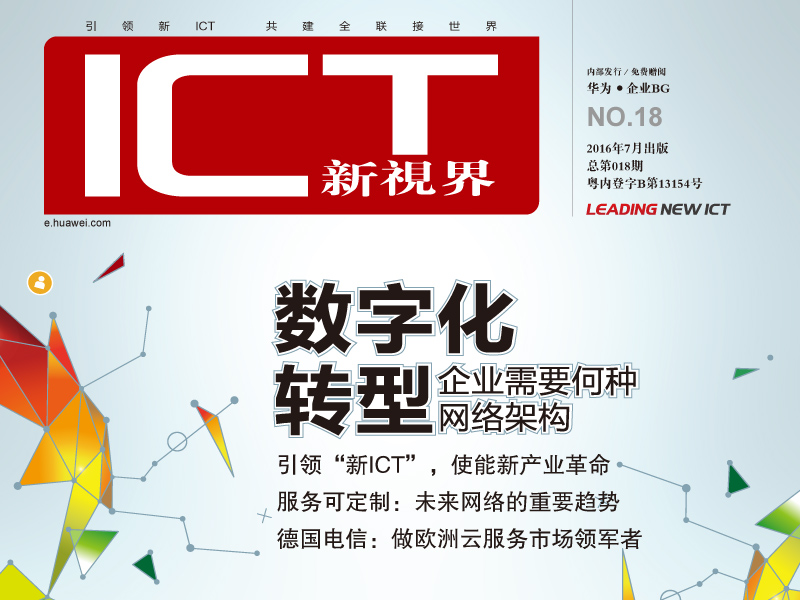 引领新ICT 共建全联接世界
ICT
新視界
e.huawei.com
内部发行／免费赠阅
华为•企业BG
NO.18
2016年7月出版
总第018期
粤内登字B第13154号
LEADING NEW ICT
数字化
转型
企业需要何种
网络架构
引领“新ICT”，使能新产业革命
服务可定制：未来网络的重要趋势
德国电信：做欧洲云服务市场领军者